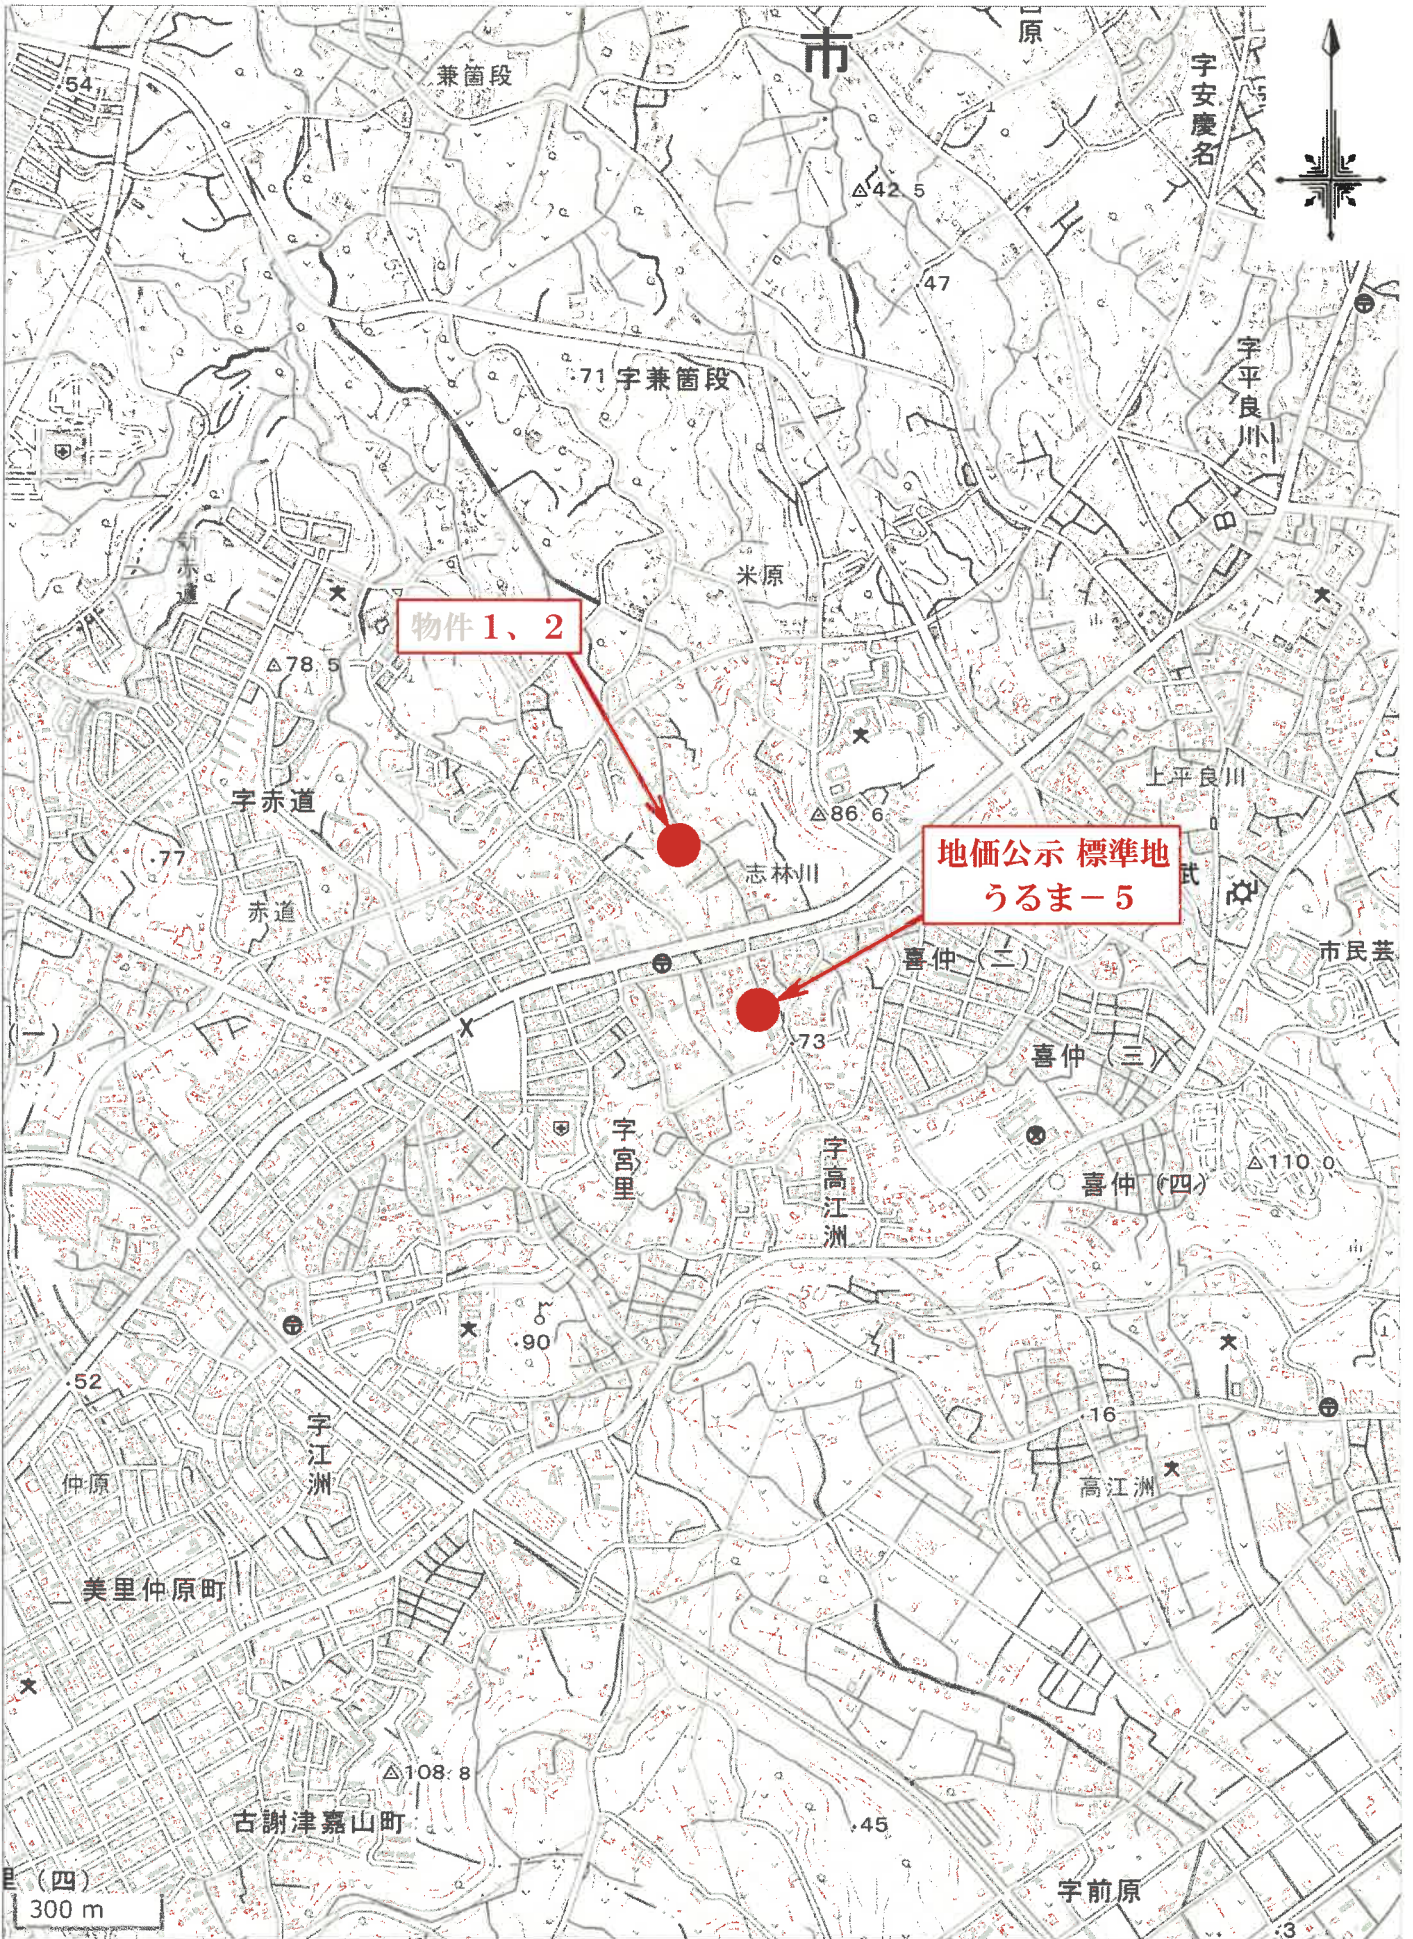 市
兼箇段
54
字安慶名
42.5
47
字平良川
71 字兼箇段
新赤道
米原
物件 1、2
78.5
86.6
上平良川
字赤道
77
志林川
地価公示 標準地
うるま－5
赤道
喜仲（二）
市民芸
（一）
73
喜仲（三）
字宮里
字高江洲
110.0
喜仲（四）
90
52
16
字江洲
仲原
高江洲
美里仲原町
108.8
古謝津嘉山町
45
里（四）
字前原
300 m
3